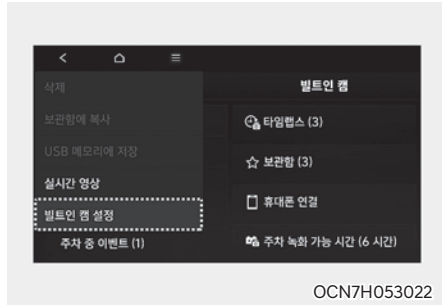 삭제
보관함에 복사
USB 메모리에 저장
실시간 영상
빌트인 캠 설정
주차 중 이벤트 (1)
빌트인 캠
타임랩스 (3)
보관함 (3)
휴대폰 연결
주차 녹화 가능 시간 (6 시간)
OCN7H053022